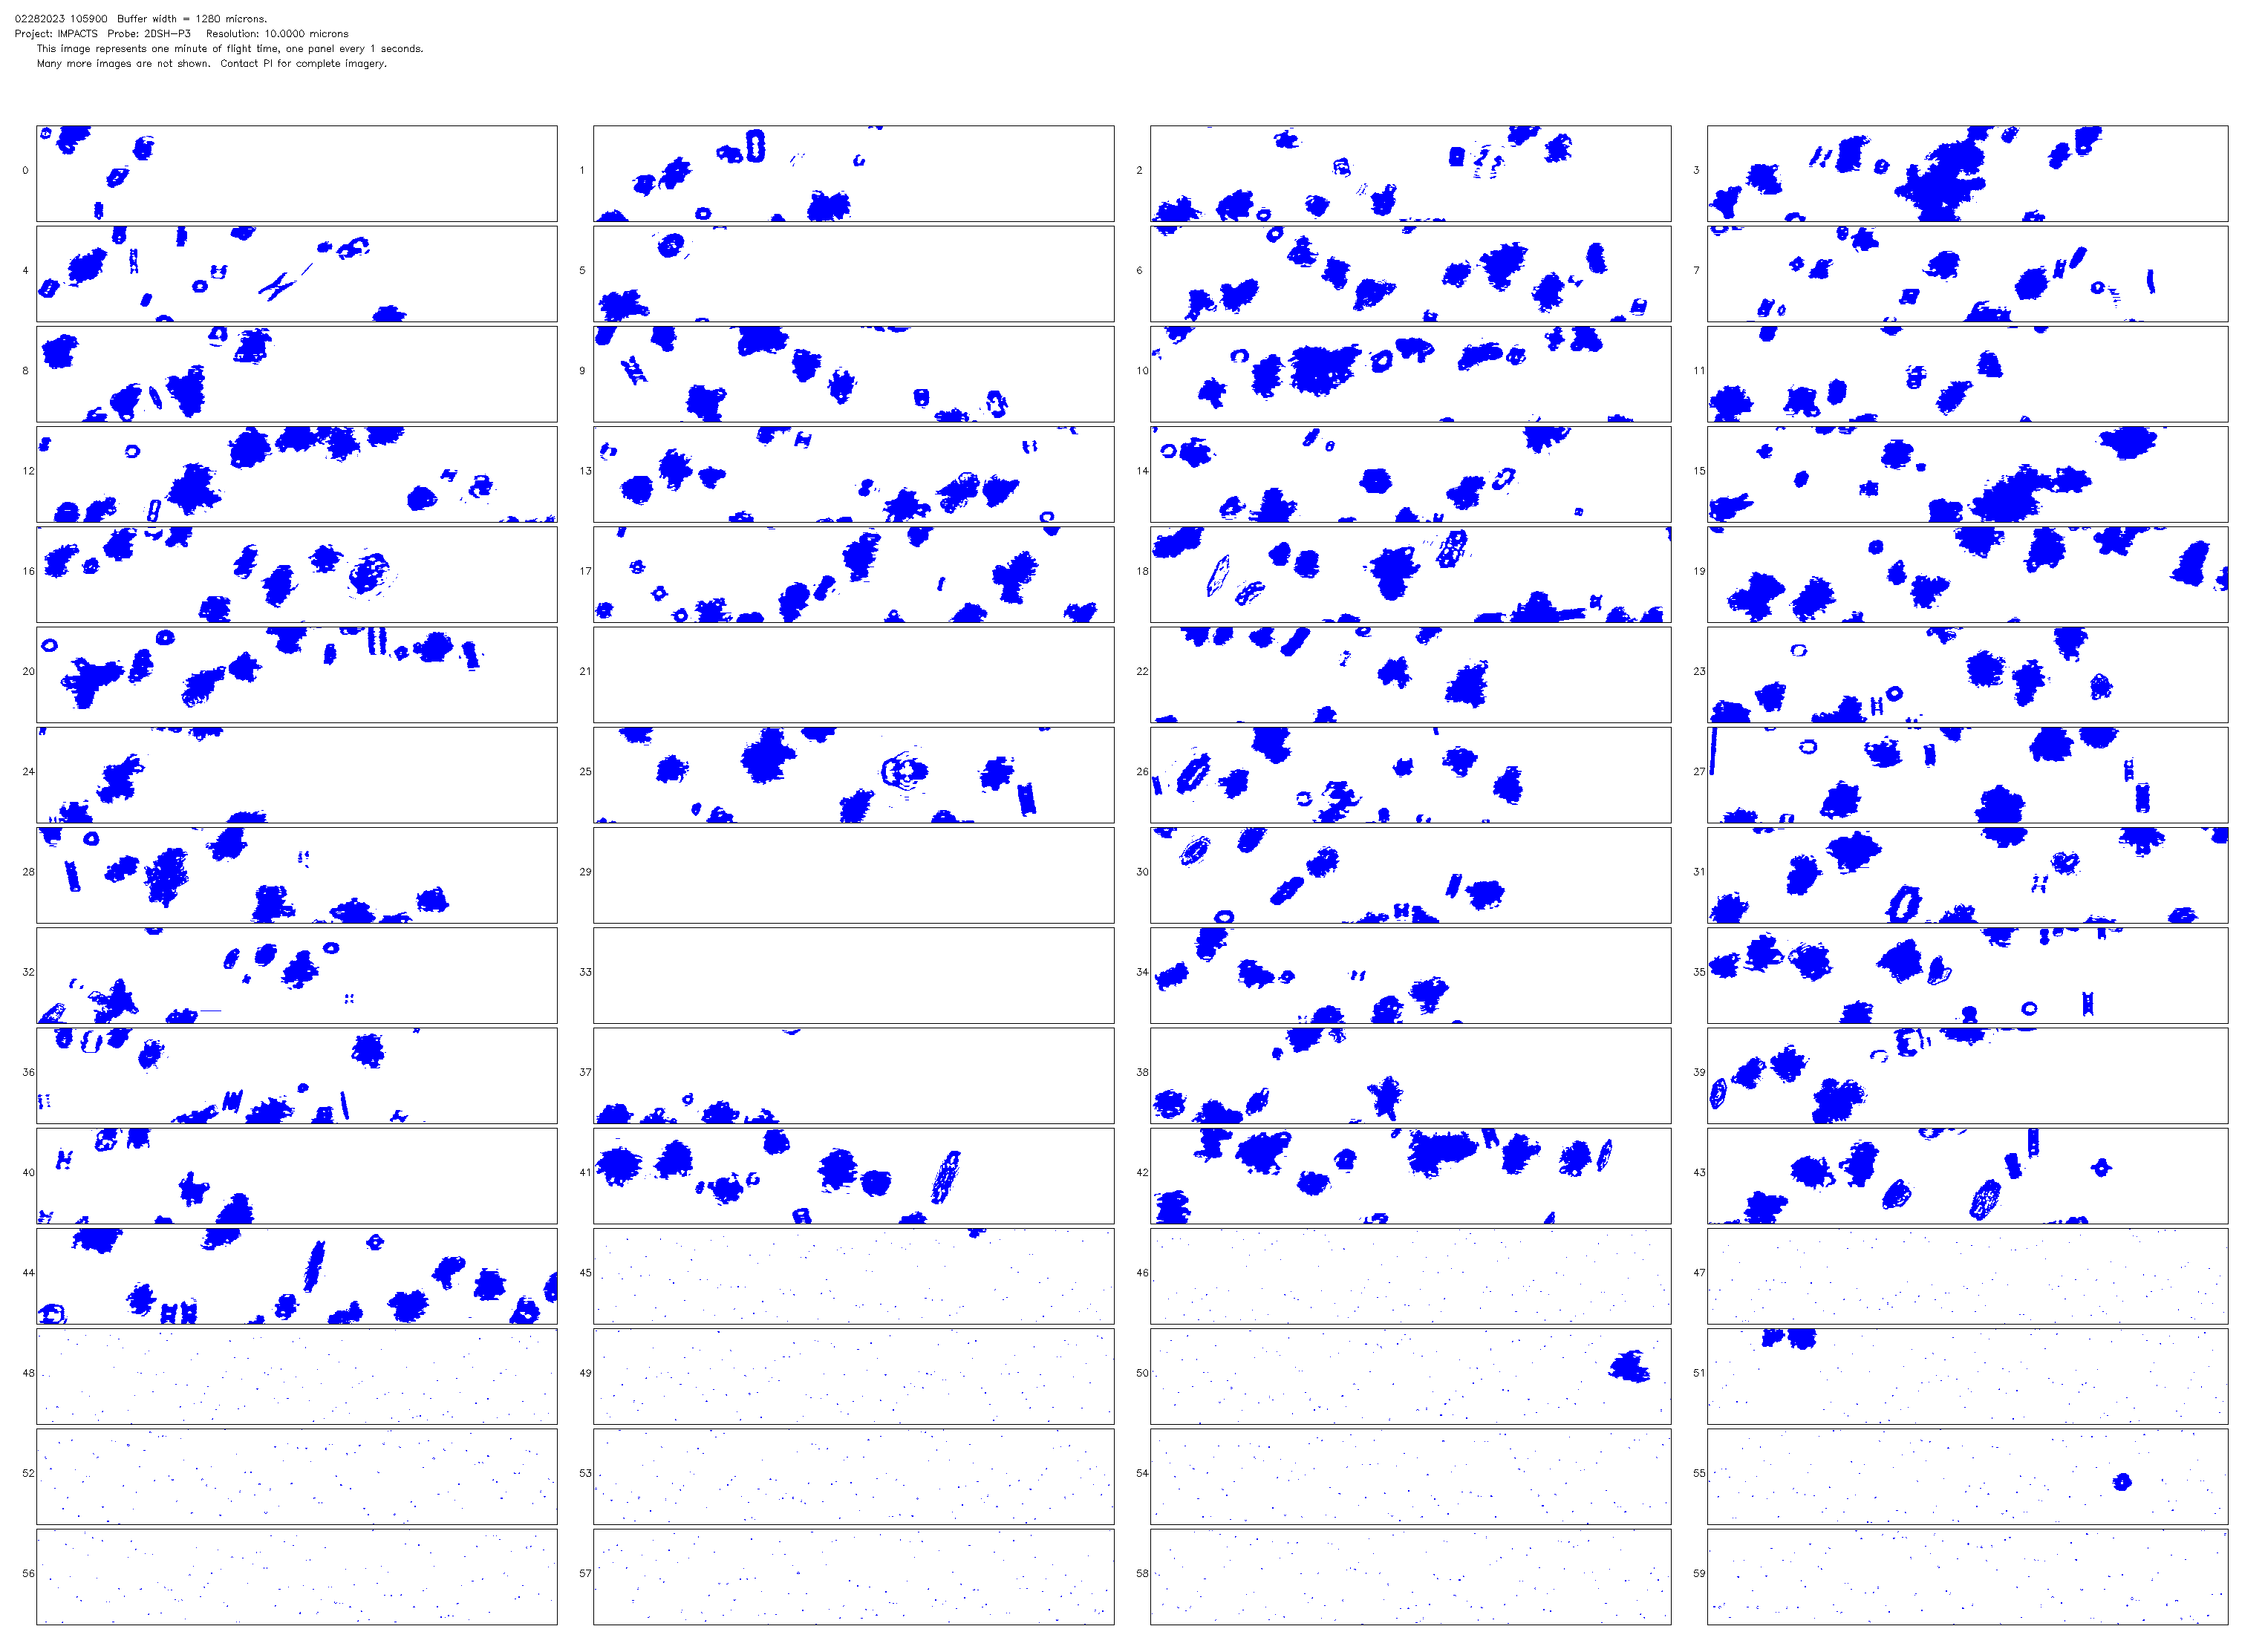 02282023 105900 Buffer width = 1280 microns.
Project: IMPACTS Probe: 2DSH-P3 Resolution: 10.0000 microns
This image represents one minute of flight time, one panel every 1 seconds.
Many more images are not shown. Contact PI for complete imagery.
0 1 2 3
4 5 6 7
8 9 10 11
12 13 14 15
16 17 18 19
20 21 22 23
24 25 26 27
28 29 30 31
32 33 34 35
36 37 38 39
40 41 42 43
44 45 46 47
48 49 50 51
52 53 54 55
56 57 58 59